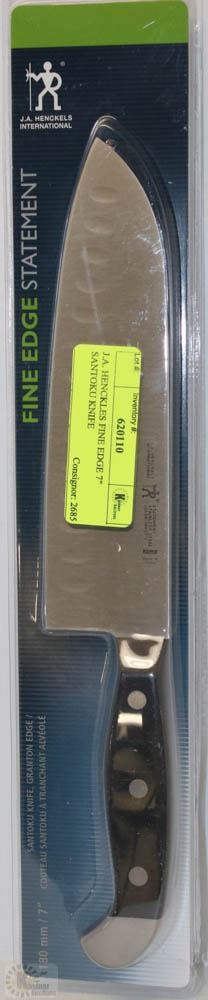 J.A. HENCKELS
INTERNATIONAL
FINE EDGE STATEMENT
Lot #:
Inventory #:
620110
J.A. HENCKLES FINE EDGE 7"
SANTOKU KNIFE
Consignor: 2685
SANTOKU KNIFE, GRANTON EDGE /
COUTEAU SANTOKU À TRANCHANT ALVÉOLÉ
180 mm / 7"